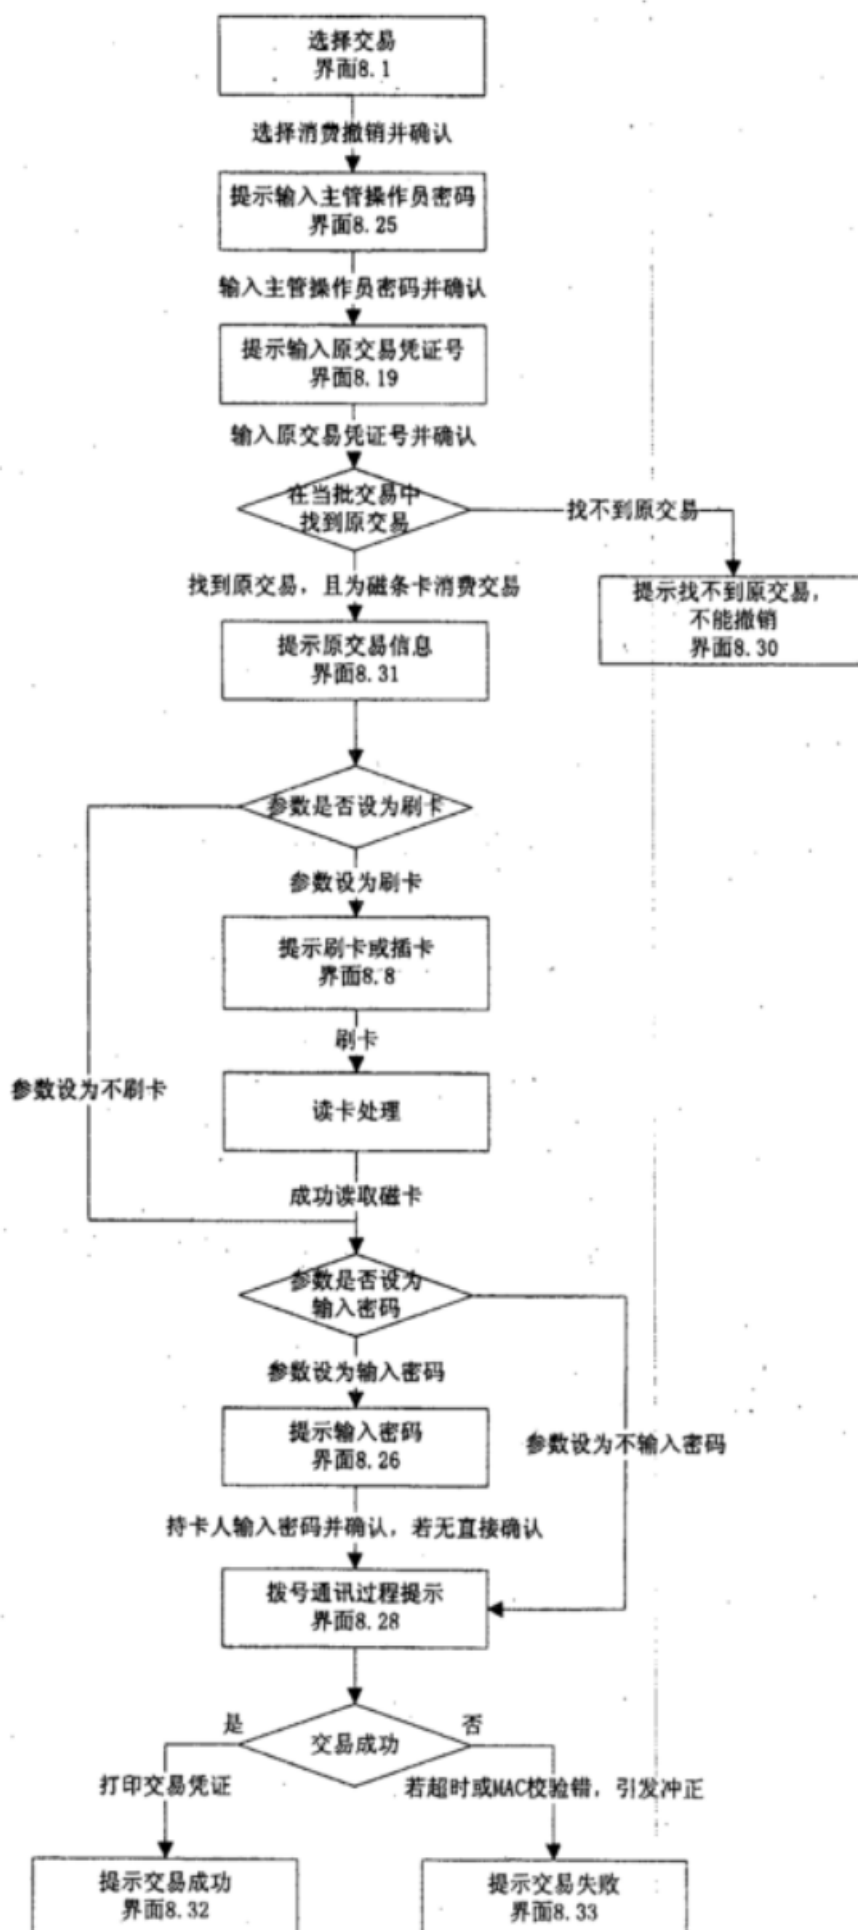 选择交易
界面8.1
选择消费撤销并确认
提示输入主管操作员密码
界面8.25
输入主管操作员密码并确认
提示输入原交易凭证号
界面8.19
输入原交易凭证号并确认
在当批交易中
找到原交易
找不到原交易
找到原交易，且为磁条卡消费交易
提示找不到原交易，
不能撤销
界面8.30
提示原交易信息
界面8.31
参数是否设为刷卡
参数设为刷卡
提示刷卡或插卡
界面8.8
刷卡
参数设为不刷卡
读卡处理
成功读取磁卡
参数是否设为
输入密码
参数设为输入密码
提示输入密码
界面8.26
参数设为不输入密码
持卡人输入密码并确认，若无直接确认
拨号通讯过程提示
界面8.28
是
否
交易成功
打印交易凭证
若超时或MAC校验错，引发冲正
提示交易成功
界面8.32
提示交易失败
界面8.33